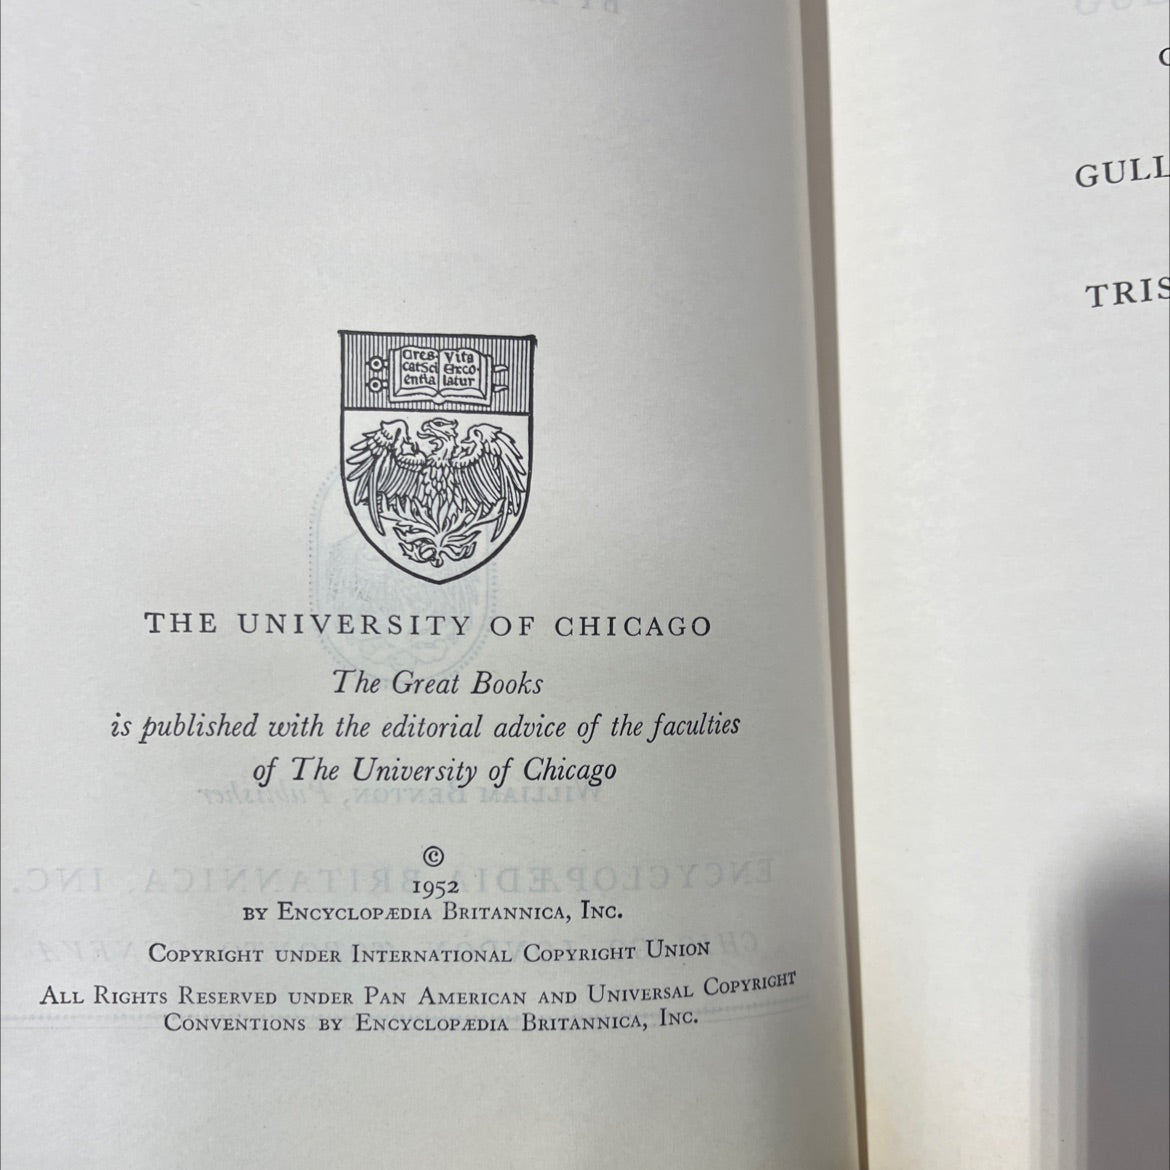 cres Vita
catSci exco
entia latur
THE UNIVERSITY OF CHICAGO
The Great Books
is published with the editorial advice of the faculties
of The University of Chicago
©
1952
BY ENCYCLOPÆDIA BRITANNICA, INC.
COPYRIGHT UNDER INTERNATIONAL COPYRIGHT UNION
ALL RIGHTS RESERVED UNDER PAN AMERICAN AND UNIVERSAL COPYRIGHT
CONVENTIONS BY ENCYCLOPÆDIA BRITANNICA, INC.
GULL
TRIS